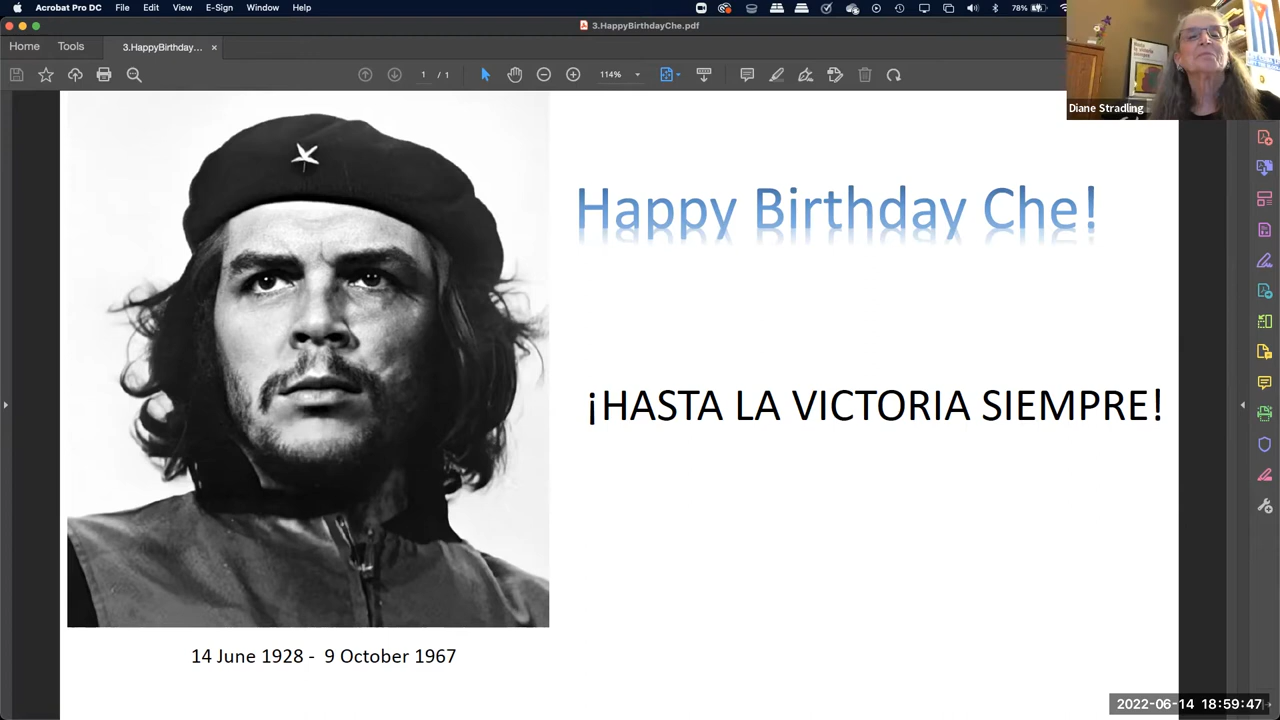 Acrobat Pro DC File Edit View E-Sign Window Help 78%
3.HappyBirthdayChe.pdf
Home Tools 3.HappyBirthday... ×
1 / 1 114%
Diane Stradling
Happy Birthday Che!
¡HASTA LA VICTORIA SIEMPRE!
14 June 1928 - 9 October 1967
2022-06-14 18:59:47